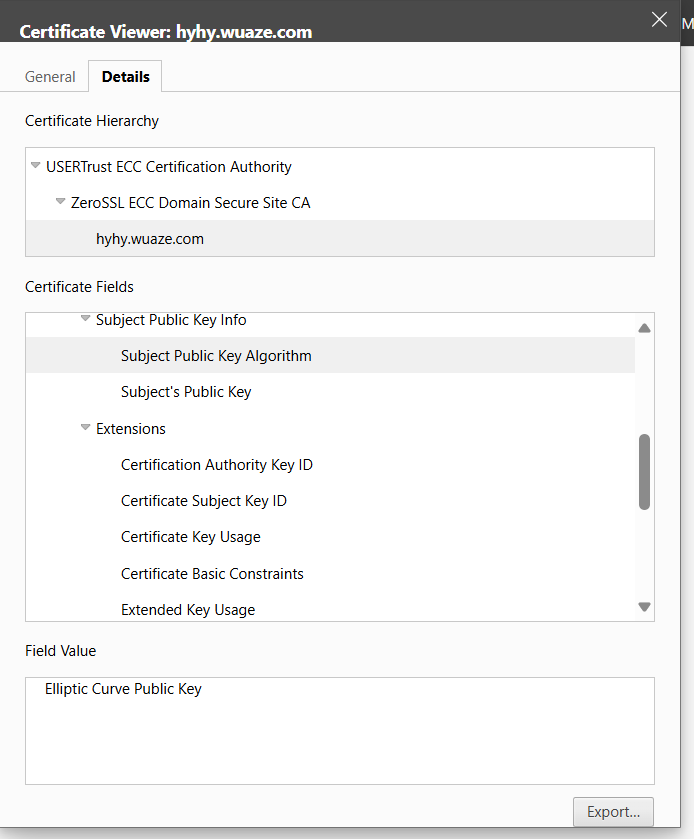 Certificate Viewer: hyhy.wuaze.com
M
General
Details
Certificate Hierarchy
USERTrust ECC Certification Authority
ZeroSSL ECC Domain Secure Site CA
hyhy.wuaze.com
Certificate Fields
Subject Public Key Info
Subject Public Key Algorithm
Subject's Public Key
Extensions
Certification Authority Key ID
Certificate Subject Key ID
Certificate Key Usage
Certificate Basic Constraints
Extended Key Usage
Field Value
Elliptic Curve Public Key
Export...